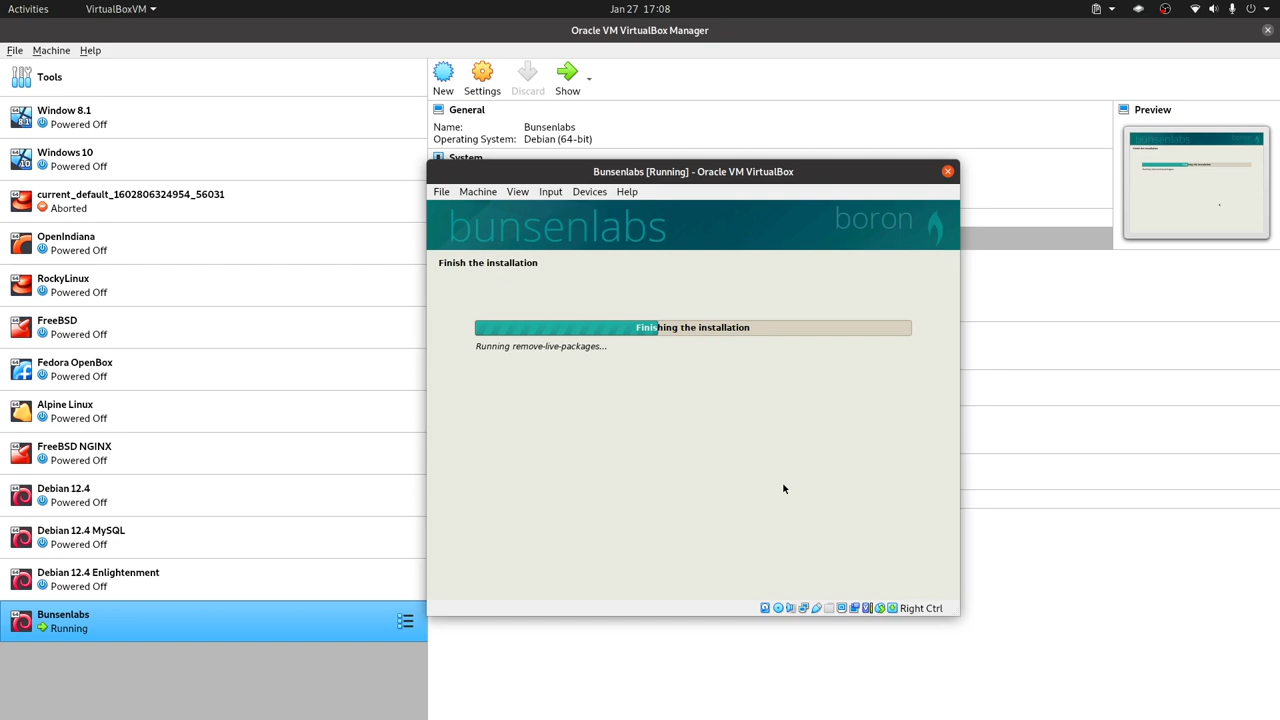 Activities
VirtualBoxVM
Jan 27 17:08
Oracle VM VirtualBox Manager
File Machine Help
Tools
Window 8.1
Powered Off
Windows 10
Powered Off
current_default_1602806324954_56031
Aborted
OpenIndiana
Powered Off
RockyLinux
Powered Off
FreeBSD
Powered Off
Fedora OpenBox
Powered Off
Alpine Linux
Powered Off
FreeBSD NGINX
Powered Off
Debian 12.4
Powered Off
Debian 12.4 MySQL
Powered Off
Debian 12.4 Enlightenment
Powered Off
Bunsenlabs
Running
New Settings Discard Show
General
Name: Bunsenlabs
Operating System: Debian (64-bit)
System
Preview
Bunsenlabs [Running] - Oracle VM VirtualBox
File Machine View Input Devices Help
bunsenlabs boron
Finish the installation
Finishing the installation
Running remove-live-packages...
Right Ctrl